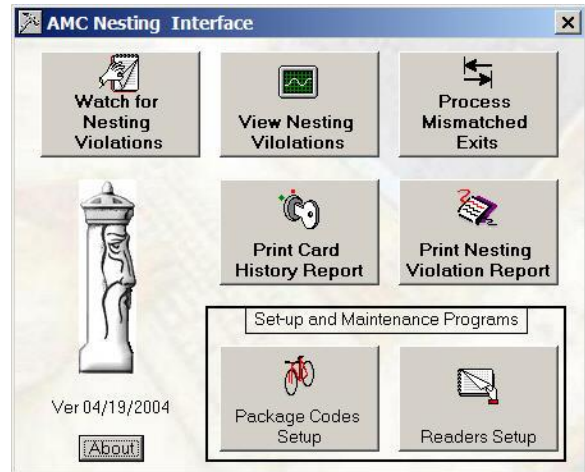 AMC Nesting Interface
Watch for
Nesting
Violations
View Nesting
Vilolations
Process
Mismatched
Exits
Print Card
History Report
Print Nesting
Violation Report
Set-up and Maintenance Programs
Package Codes
Setup
Readers Setup
Ver 04/19/2004
About